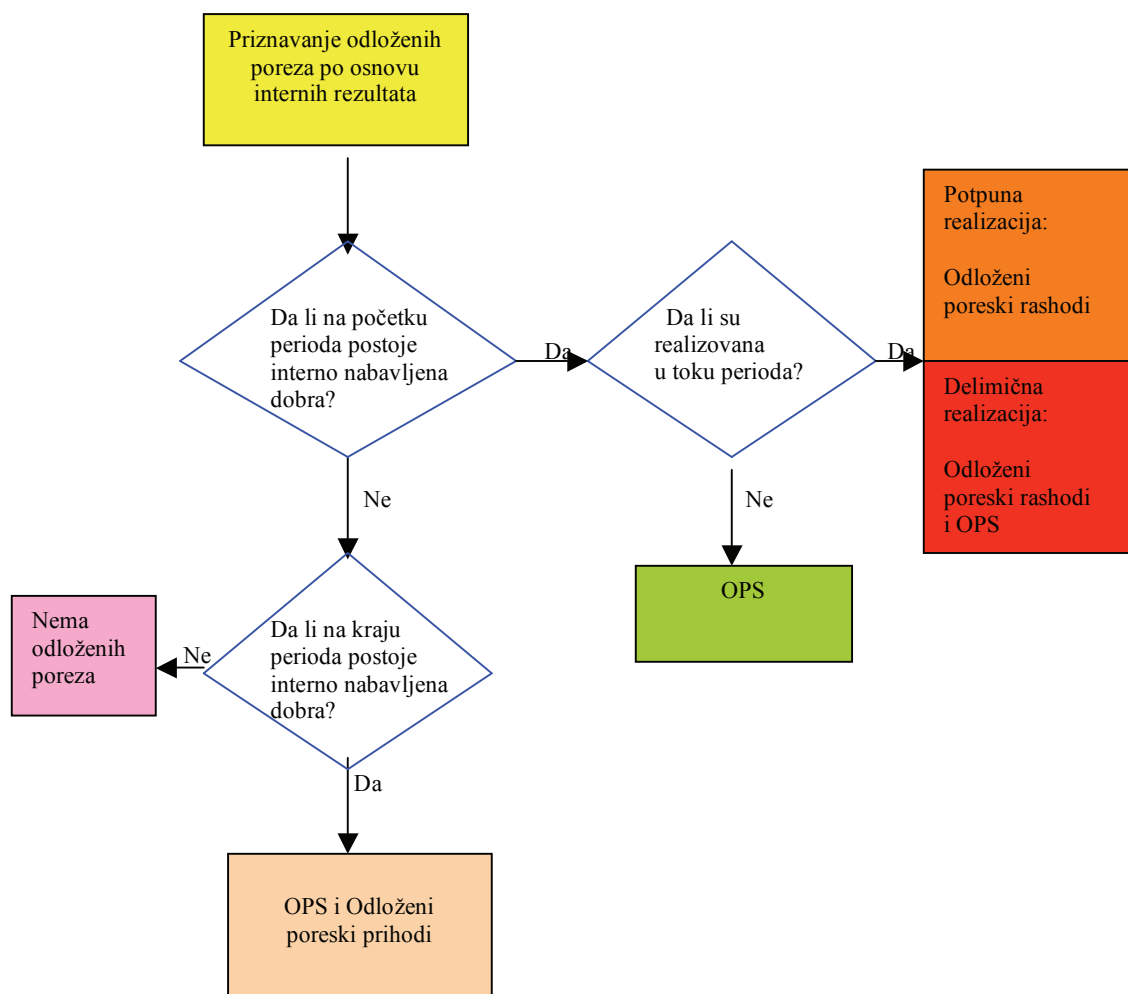 Priznavanje odloženih
poreza po osnovu
internih rezultata
Da li na početku
perioda postoje
interno nabavljena
dobra?
Da
Da li su
realizovana
u toku perioda?
Da
Potpuna
realizacija:
Odloženi
poreski rashodi
Delimična
realizacija:
Odloženi
poreski rashodi
i OPS
Ne
Ne
OPS
Da li na kraju
perioda postoje
interno nabavljena
dobra?
Ne
Nema
odloženih
poreza
Da
OPS i Odloženi
poreski prihodi